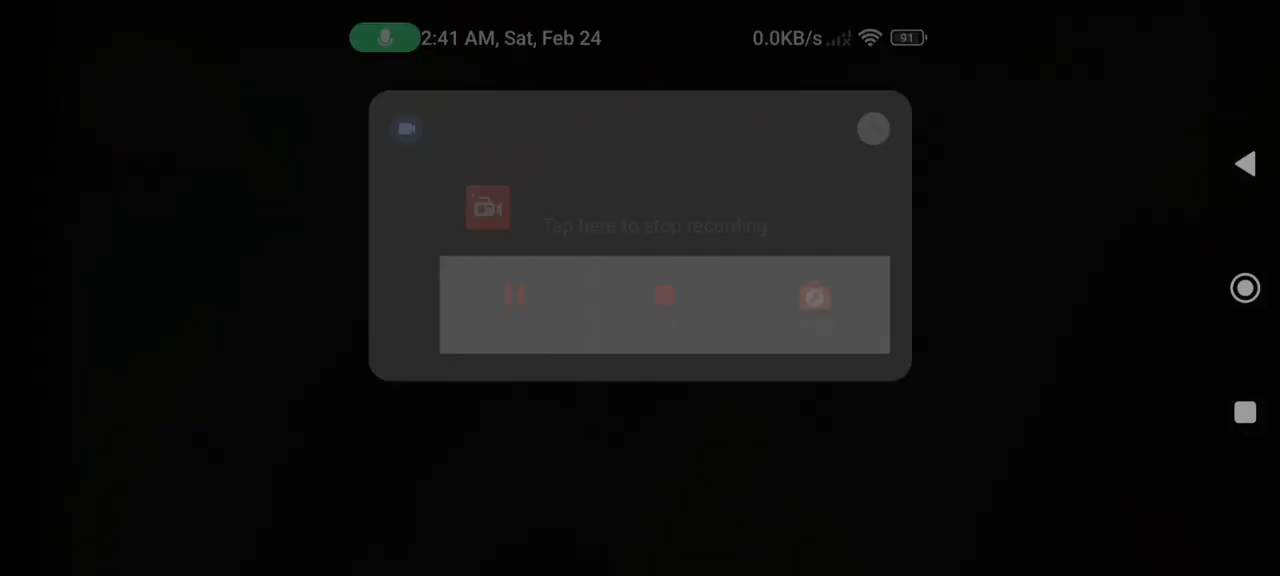 2:41 AM, Sat, Feb 24 0.0KB/s 91
Tap here to stop recording